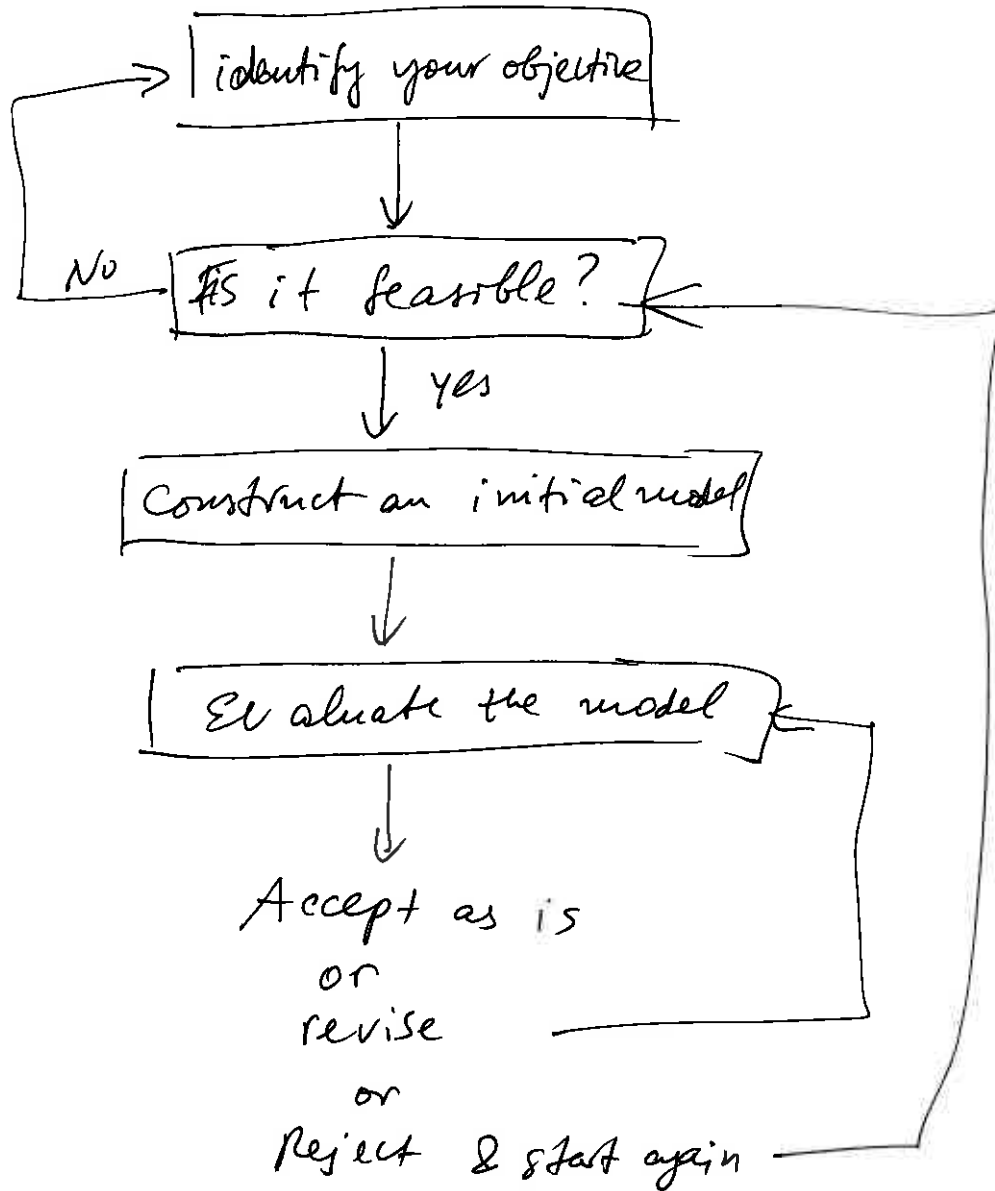 identify your objective
No
Is it feasible?
yes
Construct an initial model
Evaluate the model
Accept as is
or
revise
or
Reject & start again